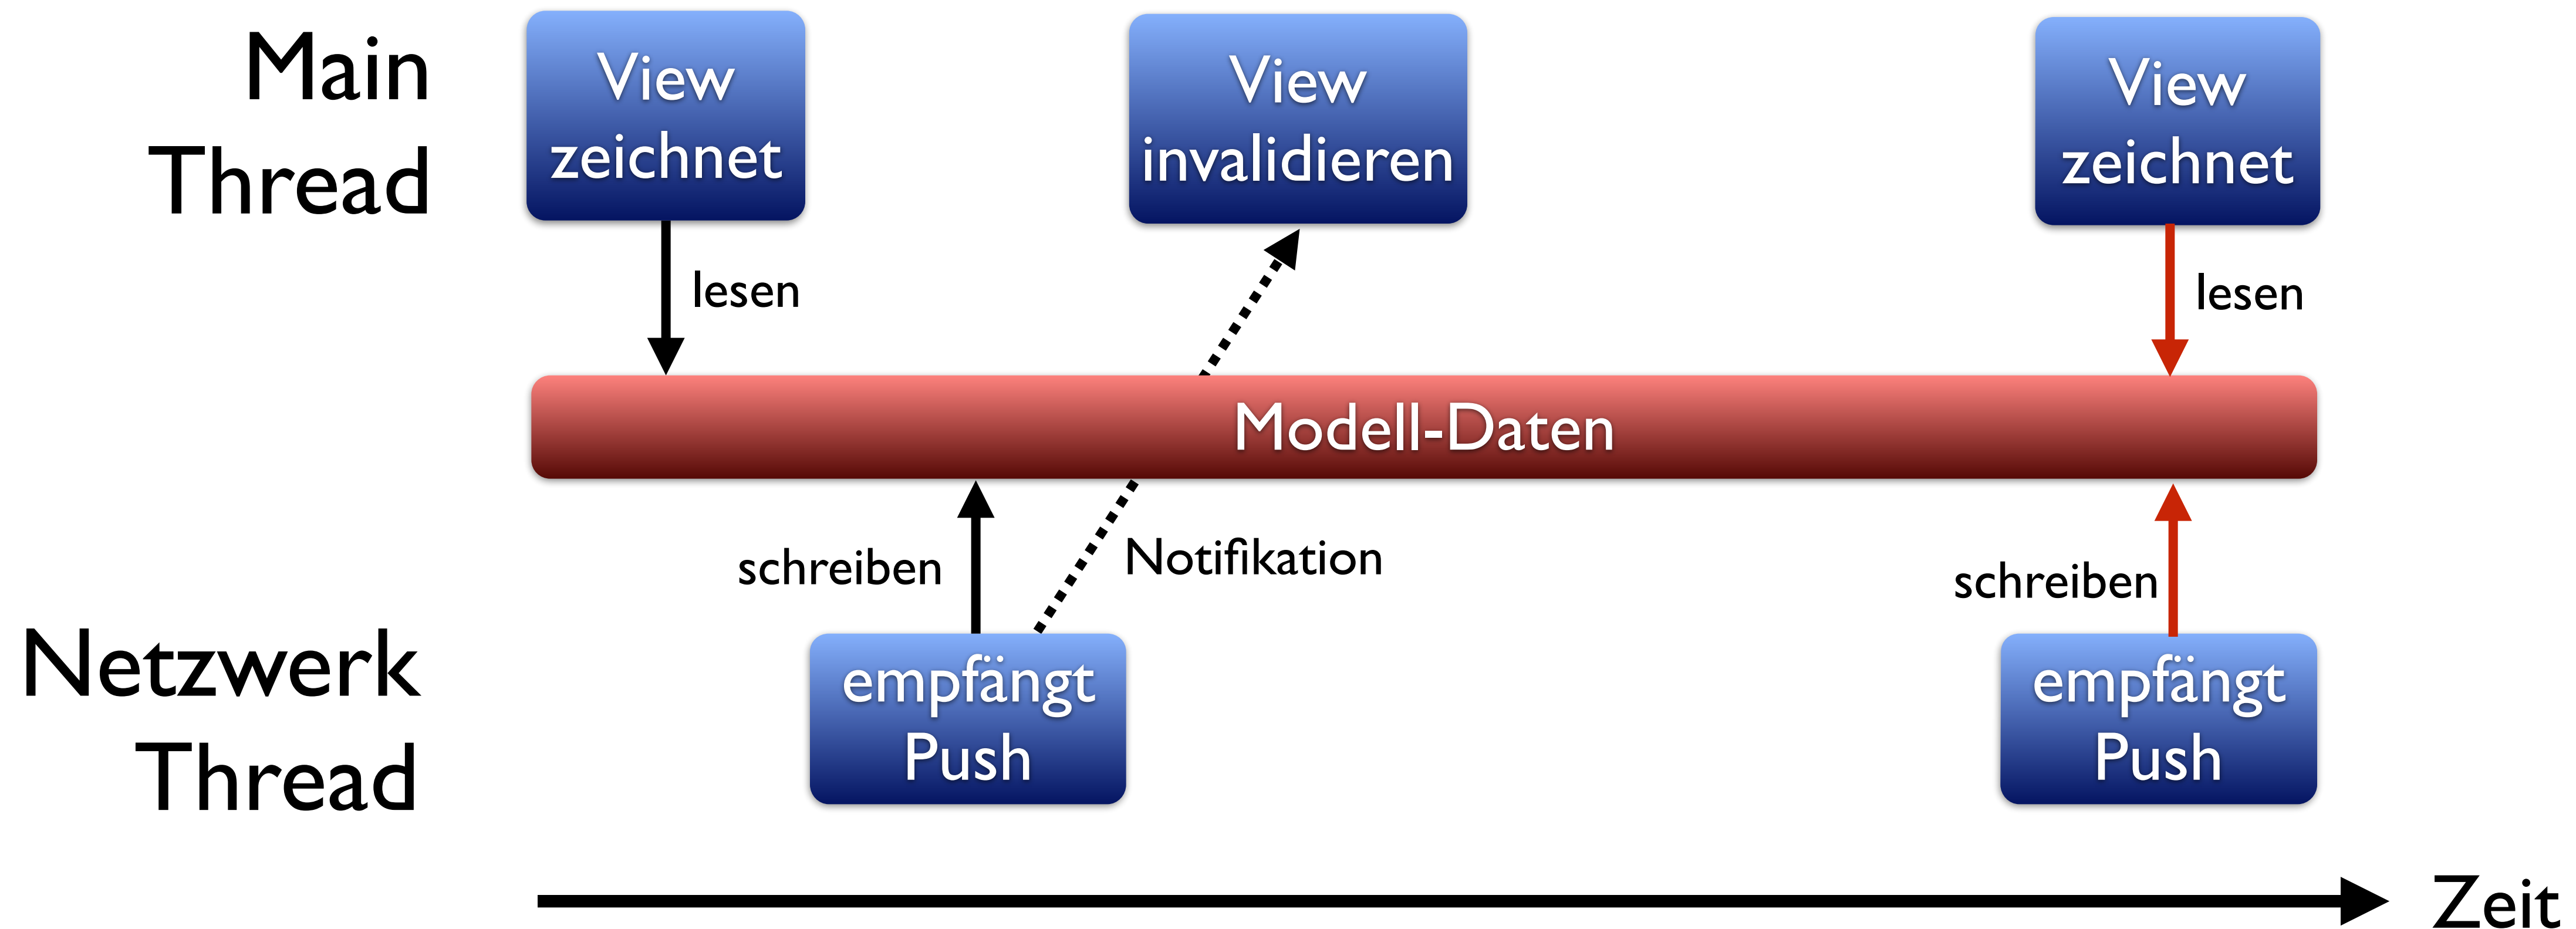 Main
Thread
View
zeichnet
View
invalidieren
View
zeichnet
lesen
lesen
Modell-Daten
schreiben
Notifikation
schreiben
Netzwerk
Thread
empfängt
Push
empfängt
Push
Zeit